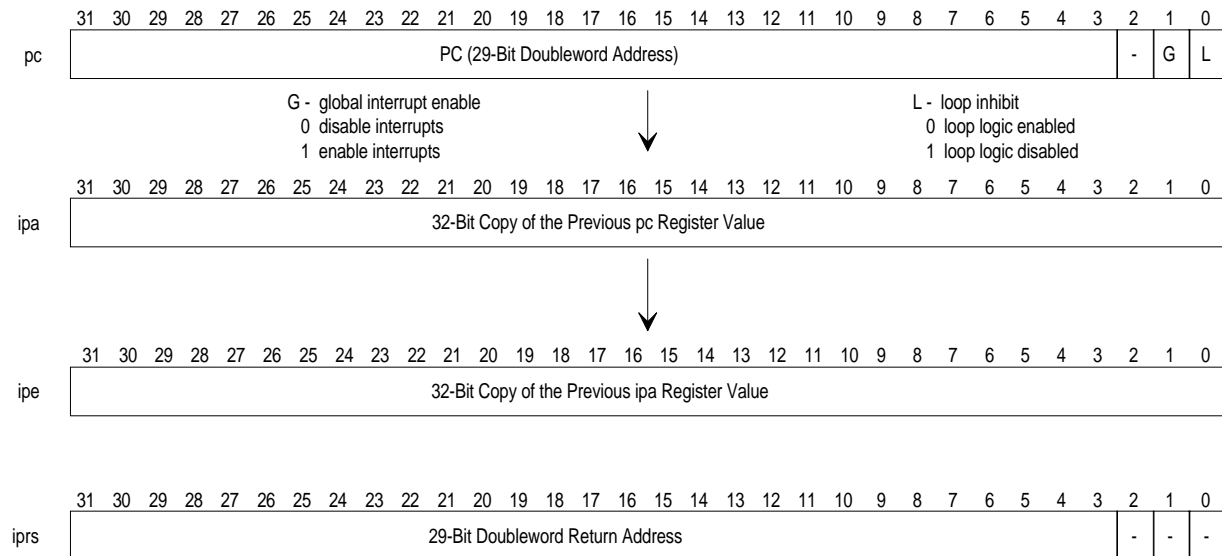 31 30 29 28 27 26 25 24 23 22 21 20 19 18 17 16 15 14 13 12 11 10 9 8 7 6 5 4 3 2 1 0
pc PC (29-Bit Doubleword Address) - G L
G - global interrupt enable L - loop inhibit
0 disable interrupts 0 loop logic enabled
1 enable interrupts 1 loop logic disabled
31 30 29 28 27 26 25 24 23 22 21 20 19 18 17 16 15 14 13 12 11 10 9 8 7 6 5 4 3 2 1 0
ipa 32-Bit Copy of the Previous pc Register Value
31 30 29 28 27 26 25 24 23 22 21 20 19 18 17 16 15 14 13 12 11 10 9 8 7 6 5 4 3 2 1 0
ipe 32-Bit Copy of the Previous ipa Register Value
31 30 29 28 27 26 25 24 23 22 21 20 19 18 17 16 15 14 13 12 11 10 9 8 7 6 5 4 3 2 1 0
iprs 29-Bit Doubleword Return Address - - -